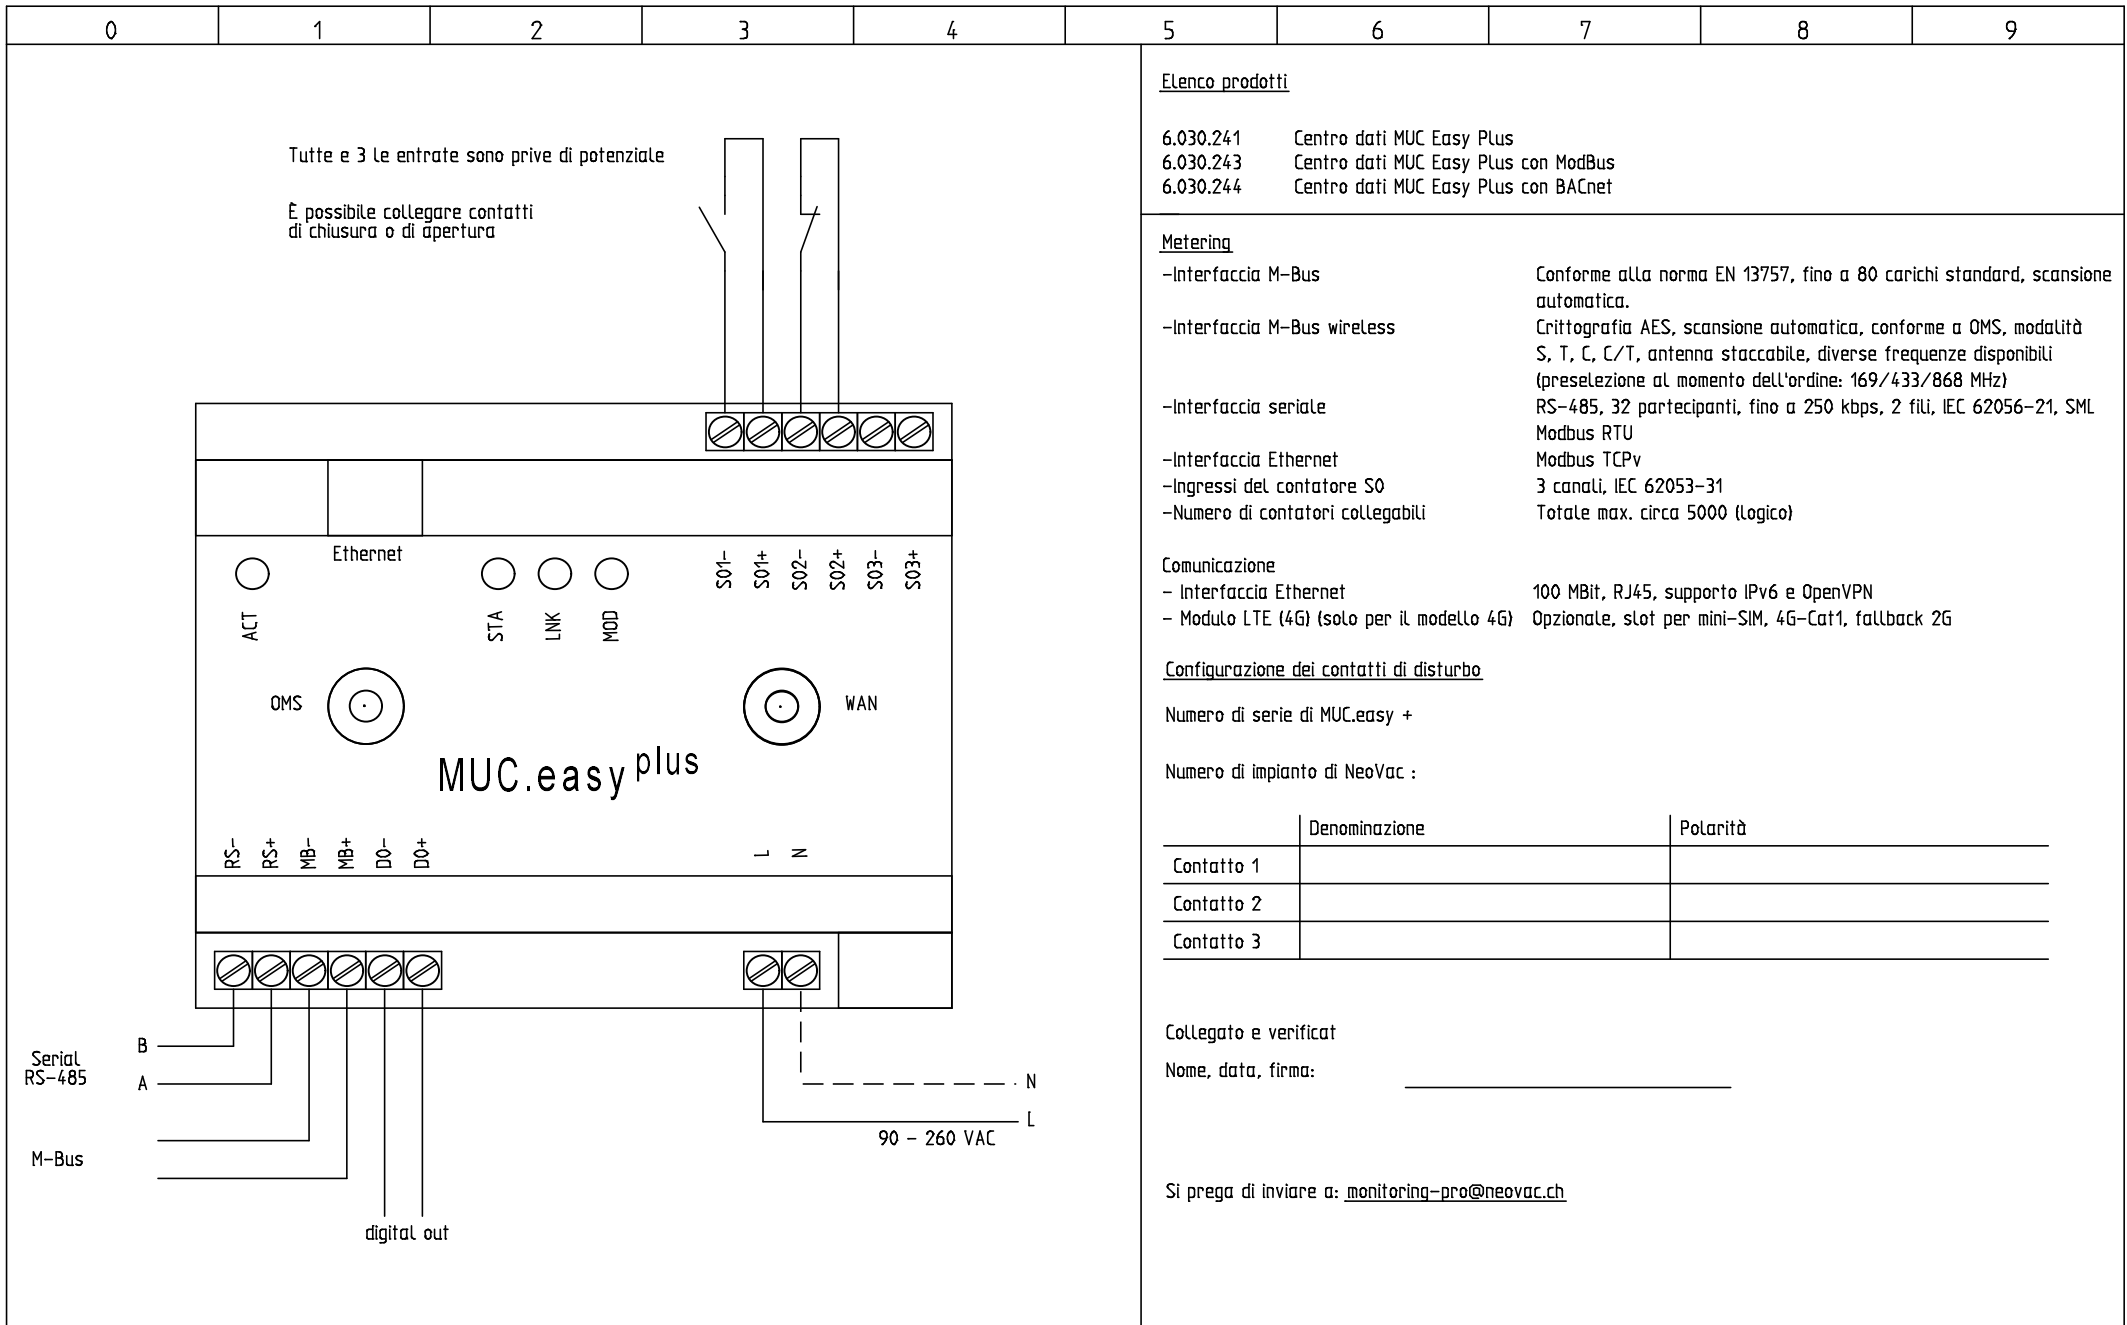 0 1 2 3 4 5 6 7 8 9
Tutte e 3 le entrate sono prive di potenziale
È possibile collegare contatti
di chiusura o di apertura
Ethernet
ACT
STA
LNK
MOD
S01-
S01+
S02-
S02+
S03-
S03+
OMS
WAN
MUC.easy plus
RS-
RS+
MB-
MB+
D0-
D0+
L
N
Serial
RS-485
B
A
M-Bus
digital out
N
L
90 - 260 VAC
Elenco prodotti
6.030.241 Centro dati MUC Easy Plus
6.030.243 Centro dati MUC Easy Plus con ModBus
6.030.244 Centro dati MUC Easy Plus con BACnet
Metering
-Interfaccia M-Bus Conforme alla norma EN 13757, fino a 80 carichi standard, scansione
automatica.
-Interfaccia M-Bus wireless Crittografia AES, scansione automatica, conforme a OMS, modalità
S, T, C, C/T, antenna staccabile, diverse frequenze disponibili
(preselezione al momento dell'ordine: 169/433/868 MHz)
-Interfaccia seriale RS-485, 32 partecipanti, fino a 250 kbps, 2 fili, IEC 62056-21, SML
Modbus RTU
-Interfaccia Ethernet Modbus TCPv
-Ingressi del contatore S0 3 canali, IEC 62053-31
-Numero di contatori collegabili Totale max. circa 5000 (logico)
Comunicazione
- Interfaccia Ethernet 100 MBit, RJ45, supporto IPv6 e OpenVPN
- Modulo LTE (4G) (solo per il modello 4G) Opzionale, slot per mini-SIM, 4G-Cat1, fallback 2G
Configurazione dei contatti di disturbo
Numero di serie di MUC.easy +
Numero di impianto di NeoVac :
Denominazione Polarità
Contatto 1
Contatto 2
Contatto 3
Collegato e verificat
Nome, data, firma:
Si prega di inviare a: monitoring-pro@neovac.ch